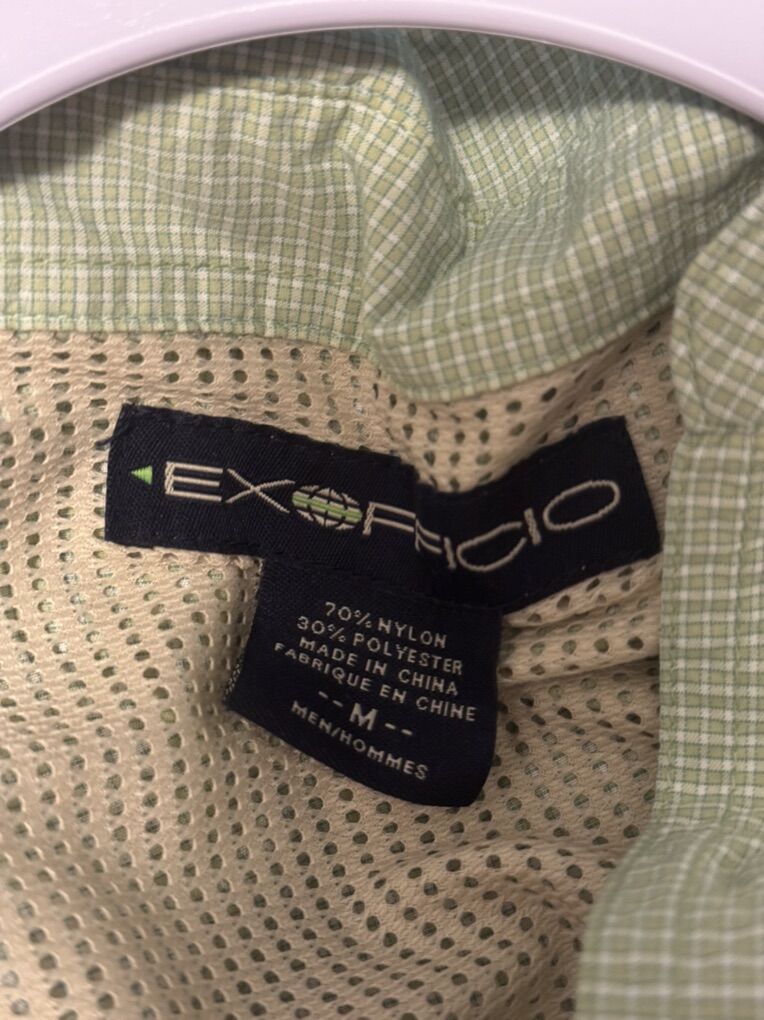 EXOFFICIO
70% NYLON
30% POLYESTER
MADE IN CHINA
FABRIQUE EN CHINE
--M--
MEN/HOMMES